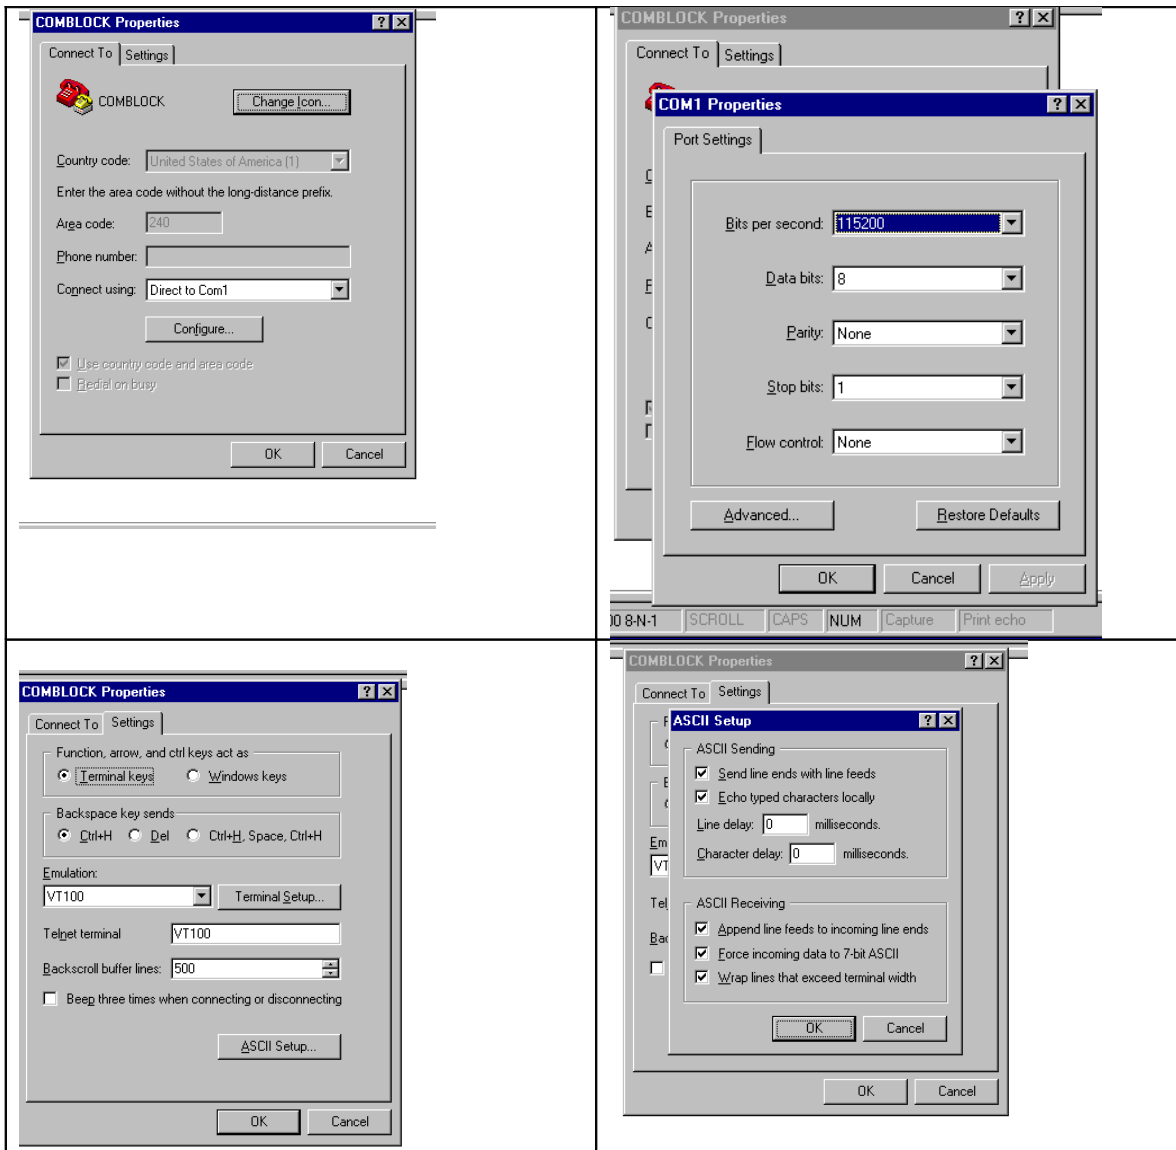 COMBLOCK Properties
Connect To
Settings
COMBLOCK
Change Icon...
Country code: United States of America (1)
Enter the area code without the long-distance prefix.
Area code: 240
Phone number:
Connect using: Direct to Com1
Configure...
Use country code and area code
Redial on busy
OK
Cancel
COMBLOCK Properties
Connect To
Settings
COM1 Properties
Port Settings
C
E
A
F
C
Bits per second: 115200
Data bits: 8
Parity: None
Stop bits: 1
Flow control: None
Advanced...
Restore Defaults
OK
Cancel
Apply
00 8-N-1
SCROLL
CAPS
NUM
Capture
Print echo
COMBLOCK Properties
Connect To
Settings
Function, arrow, and ctrl keys act as
Terminal keys
Windows keys
Backspace key sends
Ctrl+H
Del
Ctrl+H, Space, Ctrl+H
Emulation:
VT100
Terminal Setup...
Telnet terminal
VT100
Backscroll buffer lines: 500
Beep three times when connecting or disconnecting
ASCII Setup...
OK
Cancel
COMBLOCK Properties
Connect To
Settings
F
E
Em
VT
Tel
Bac
ASCII Setup
ASCII Sending
Send line ends with line feeds
Echo typed characters locally
Line delay: 0 milliseconds.
Character delay: 0 milliseconds.
ASCII Receiving
Append line feeds to incoming line ends
Force incoming data to 7-bit ASCII
Wrap lines that exceed terminal width
OK
Cancel
OK
Cancel